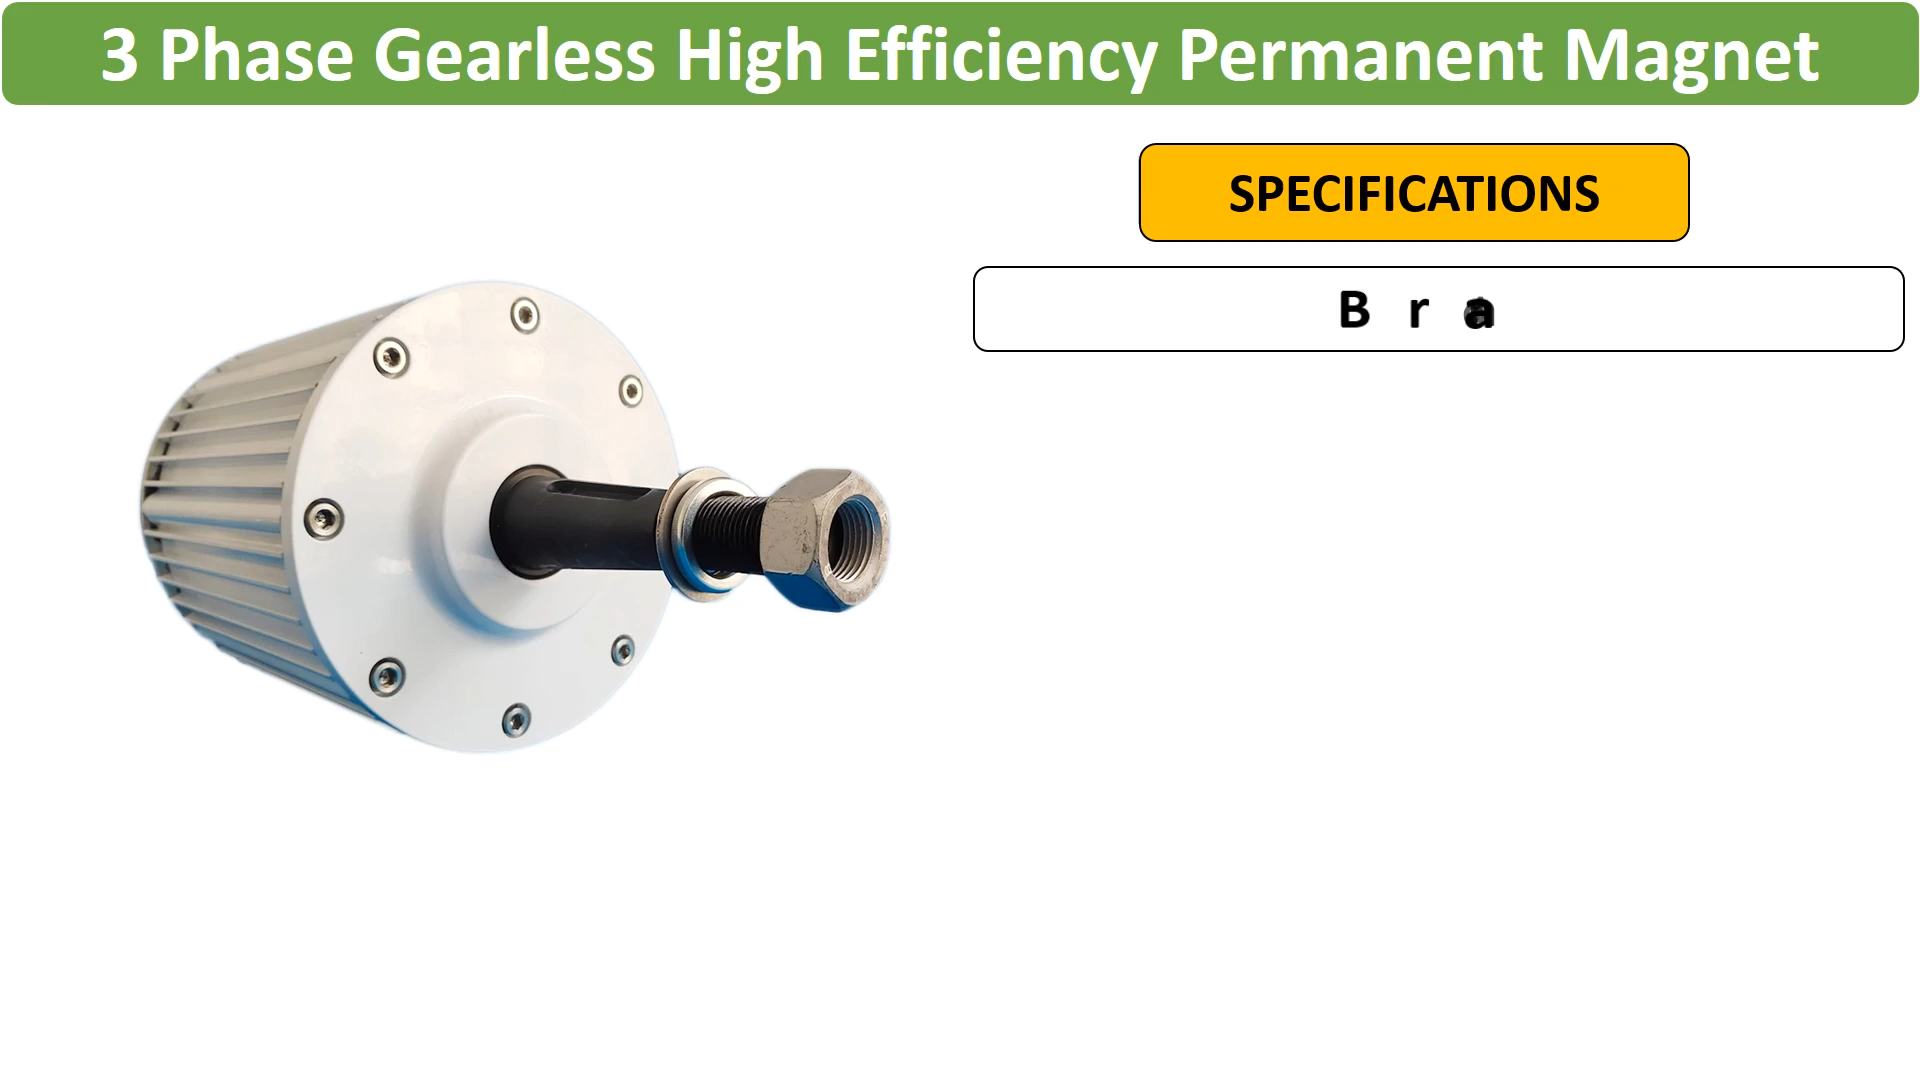 3 Phase Gearless High Efficiency Permanent Magnet
SPECIFICATIONS
B r a